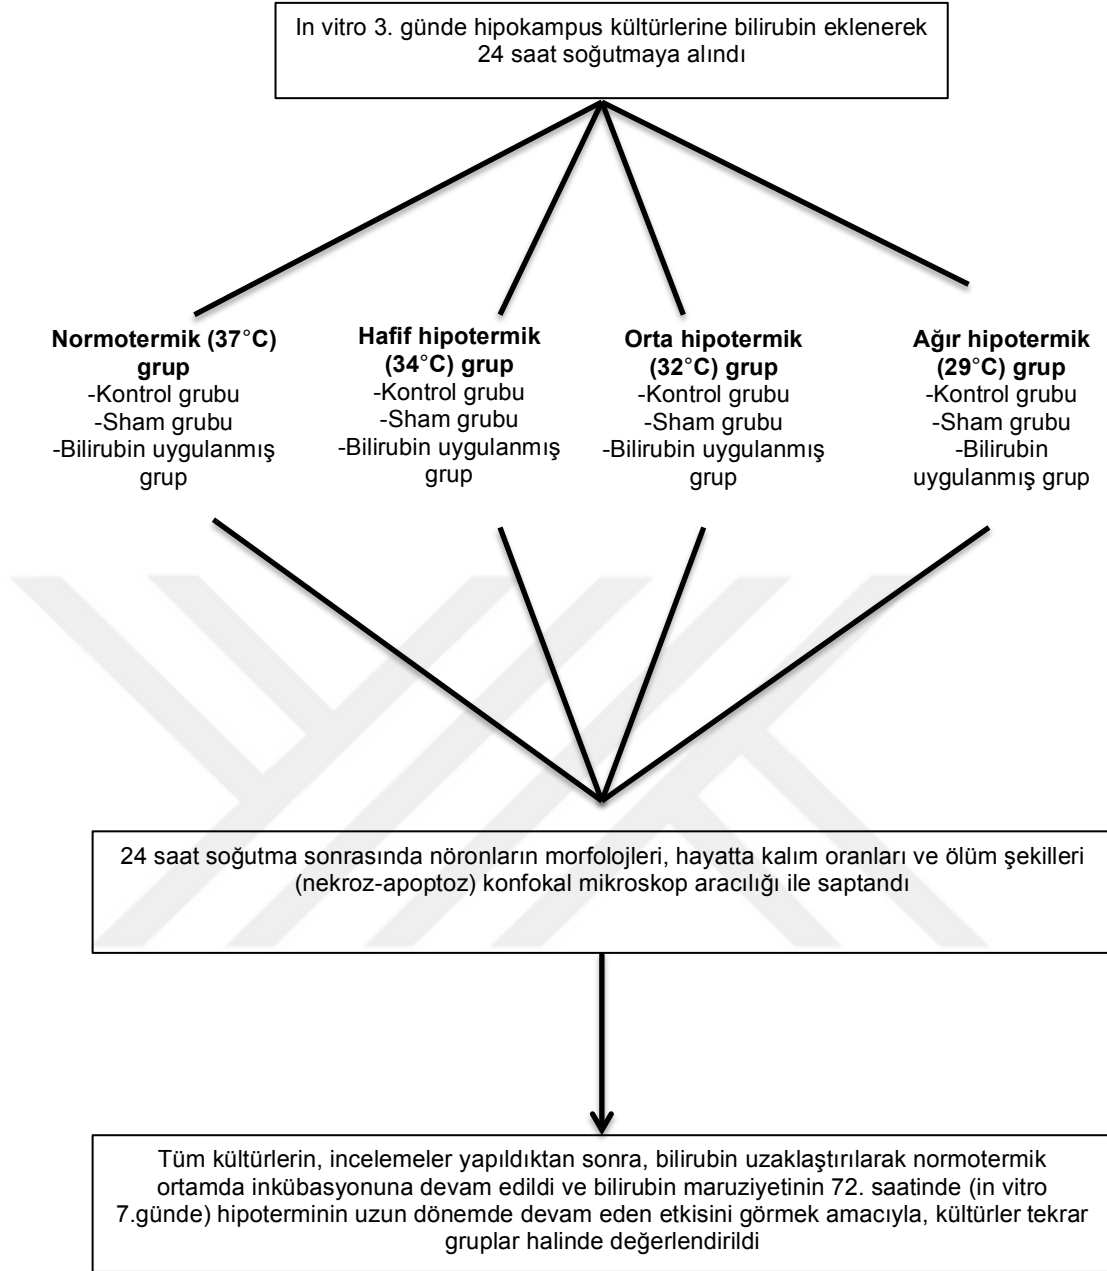 In vitro 3. günde hipokampus kültürlerine bilirubin eklenerek
24 saat soğutmaya alındı
Normotermik (37°C)
grup
-Kontrol grubu
-Sham grubu
-Bilirubin uygulanmış
grup
Hafif hipotermik
(34°C) grup
-Kontrol grubu
-Sham grubu
-Bilirubin uygulanmış
grup
Orta hipotermik
(32°C) grup
-Kontrol grubu
-Sham grubu
-Bilirubin uygulanmış
grup
Ağır hipotermik
(29°C) grup
-Kontrol grubu
-Sham grubu
-Bilirubin
uygulanmış grup
24 saat soğutma sonrasında nöronların morfolojleri, hayatta kalım oranları ve ölüm şekilleri
(nekroz-apoptoz) konfokal mikroskop aracılığı ile saptandı
Tüm kültürlerin, incelemeler yapıldıktan sonra, bilirubin uzaklaştırılarak normotermik
ortamda inkübasyonuna devam edildi ve bilirubin maruziyetinin 72. saatinde (in vitro
7.günde) hipoterminin uzun dönemde devam eden etkisini görmek amacıyla, kültürler tekrar
gruplar halinde değerlendirildi